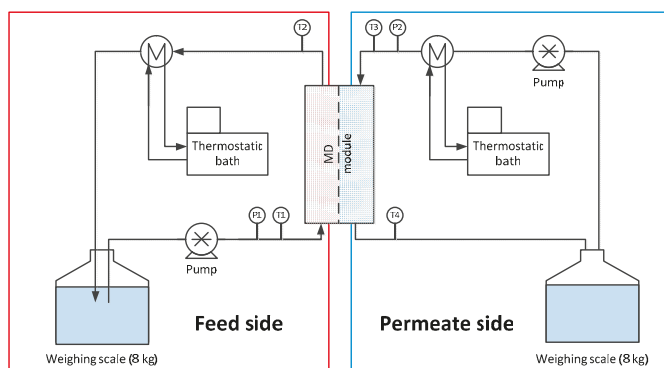 T2
T3
P2
M
M
Pump
Thermostatic
bath
MD
module
Thermostatic
bath
P1
T1
T4
Pump
Feed side
Permeate side
Weighing scale (8 kg)
Weighing scale (8 kg)